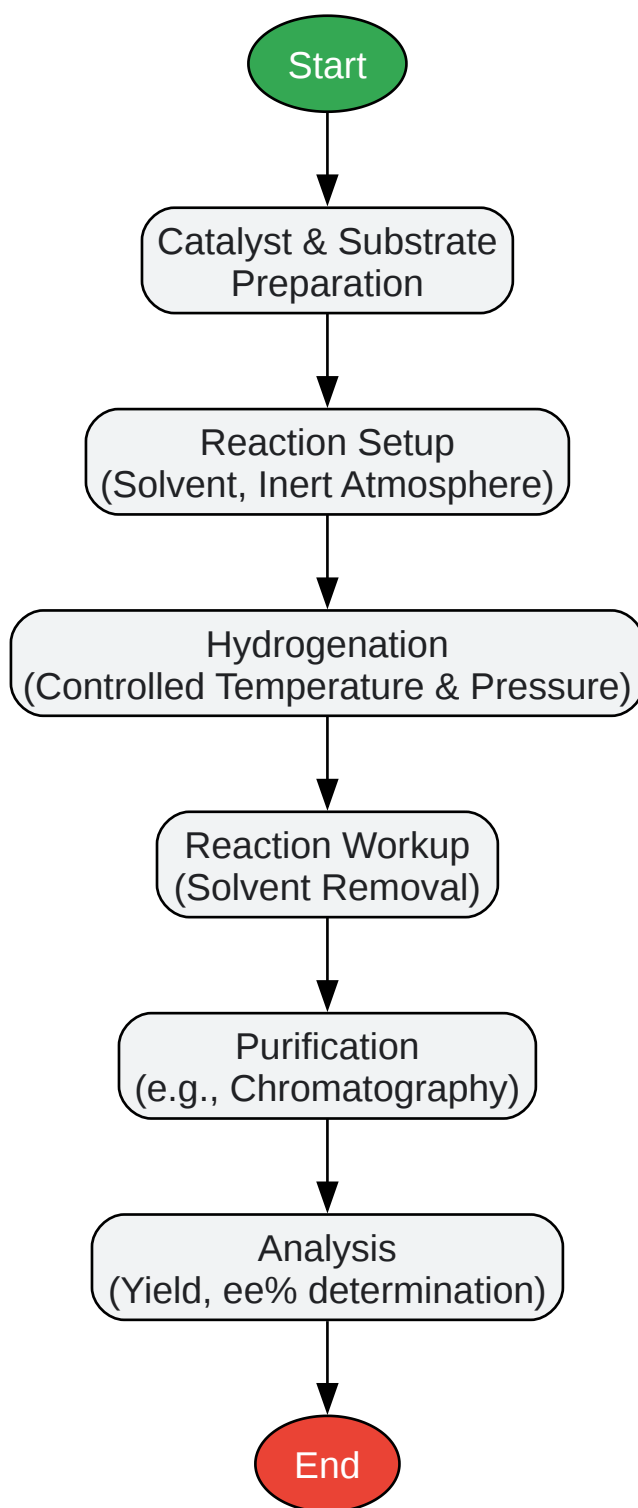 Start
Catalyst & Substrate
Preparation
Reaction Setup
(Solvent, Inert Atmosphere)
Hydrogenation
(Controlled Temperature & Pressure)
Reaction Workup
(Solvent Removal)
Purification
(e.g., Chromatography)
Analysis
(Yield, ee% determination)
End